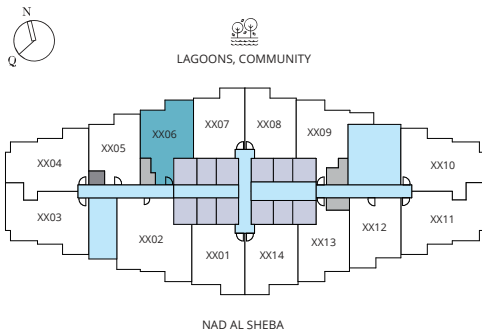 N
Q
LAGOONS, COMMUNITY
XX07 XX08
XX06 XX09
XX05
XX04 XX10
XX03 XX11
XX02 XX12
XX13
XX01 XX14
NAD AL SHEBA